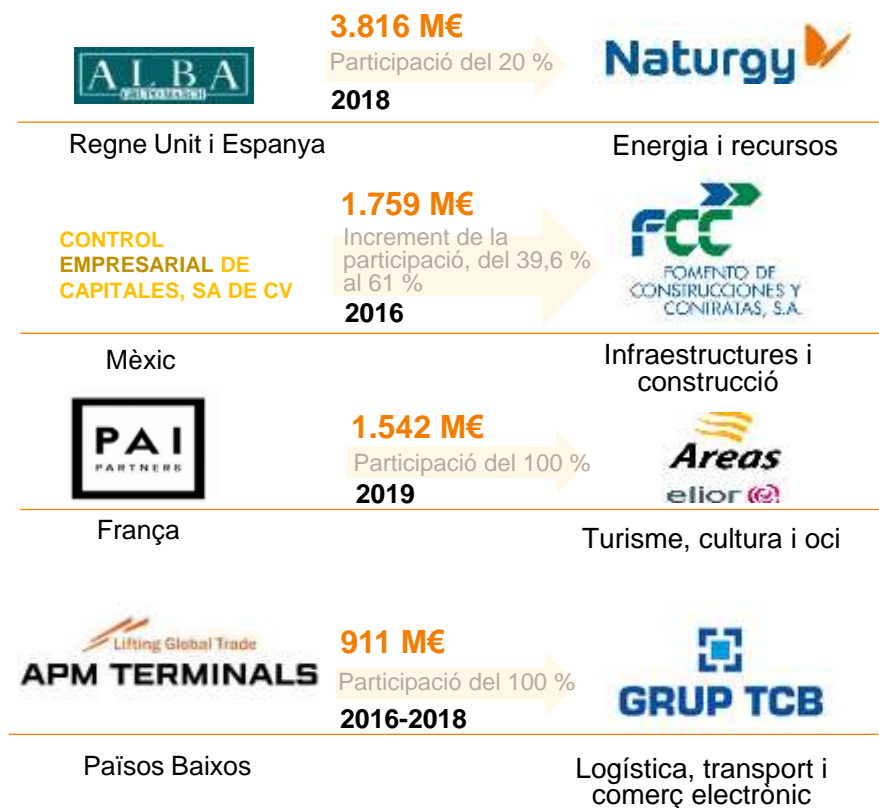 3.816 M€
Participació del 20 %
2018
ALBA
GRUPO MARCH
Naturgy
Regne Unit i Espanya
Energia i recursos
1.759 M€
CONTROL
EMPRESARIAL DE
CAPITALES, SA DE CV
Increment de la
participació, del 39,6 %
al 61 %
2016
FCC
FOMENTO DE
CONSTRUCCIONES Y
CONTRATAS, S.A.
Mèxic
Infraestructures i
construcció
PAI
PARTNERS
1.542 M€
Participació del 100 %
2019
Areas
elior
França
Turisme, cultura i oci
Lifting Global Trade
APM TERMINALS
911 M€
Participació del 100 %
2016-2018
GRUP TCB
Països Baixos
Logística, transport i
comerç electrònic